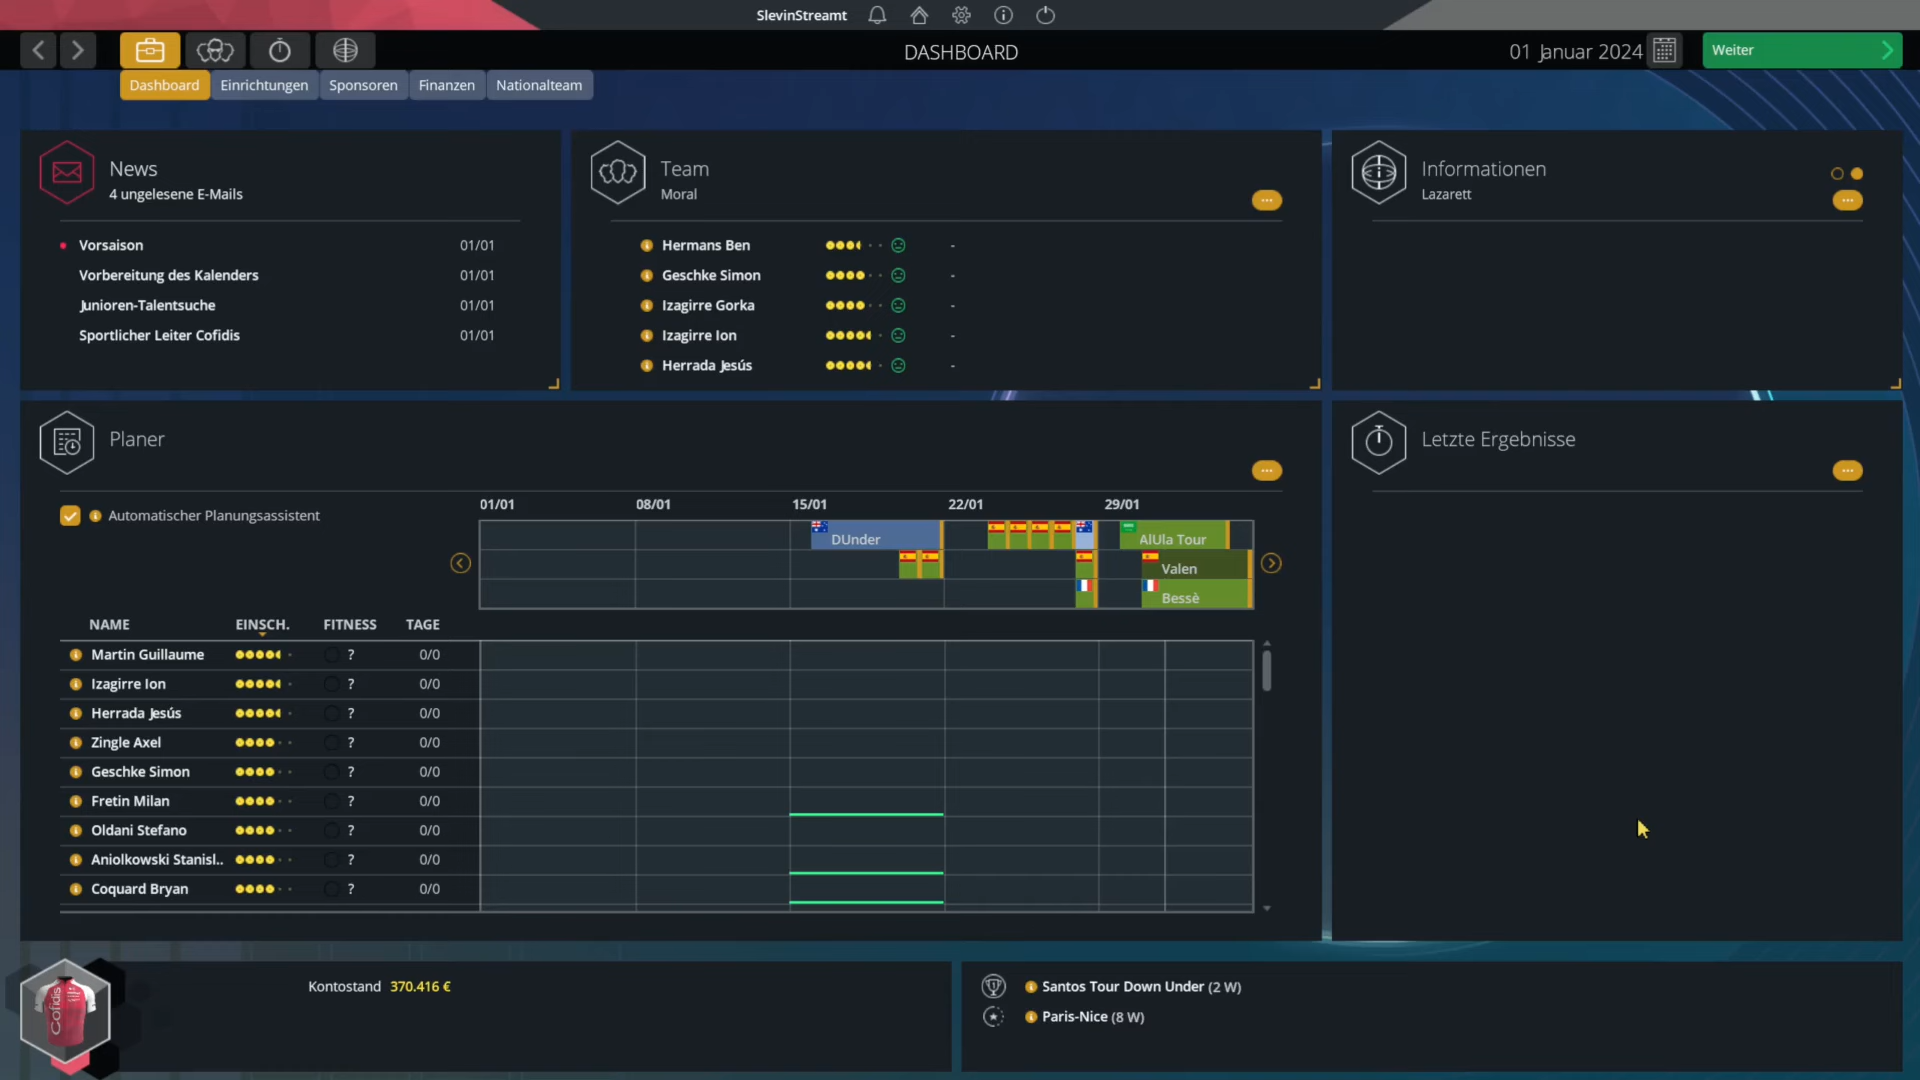 SlevinStreamt
DASHBOARD
01 Januar 2024
Weiter
Dashboard
Einrichtungen
Sponsoren
Finanzen
Nationalteam
News
4 ungelesene E-Mails
Vorsaison 01/01
Vorbereitung des Kalenders 01/01
Junioren-Talentsuche 01/01
Sportlicher Leiter Cofidis 01/01
Team
Moral
Hermans Ben -
Geschke Simon -
Izagirre Gorka -
Izagirre Ion -
Herrada Jesús -
Informationen
Lazarett
Planer
Automatischer Planungsassistent
01/01 08/01 15/01 22/01 29/01
DUnder
AlUla Tour
Valen
Bessè
NAME EINSCH. FITNESS TAGE
Martin Guillaume ? 0/0
Izagirre Ion ? 0/0
Herrada Jesús ? 0/0
Zingle Axel ? 0/0
Geschke Simon ? 0/0
Fretin Milan ? 0/0
Oldani Stefano ? 0/0
Aniolkowski Stanisl.. ? 0/0
Coquard Bryan ? 0/0
Letzte Ergebnisse
Cofidis
Kontostand 370.416 €
Santos Tour Down Under (2 W)
Paris-Nice (8 W)